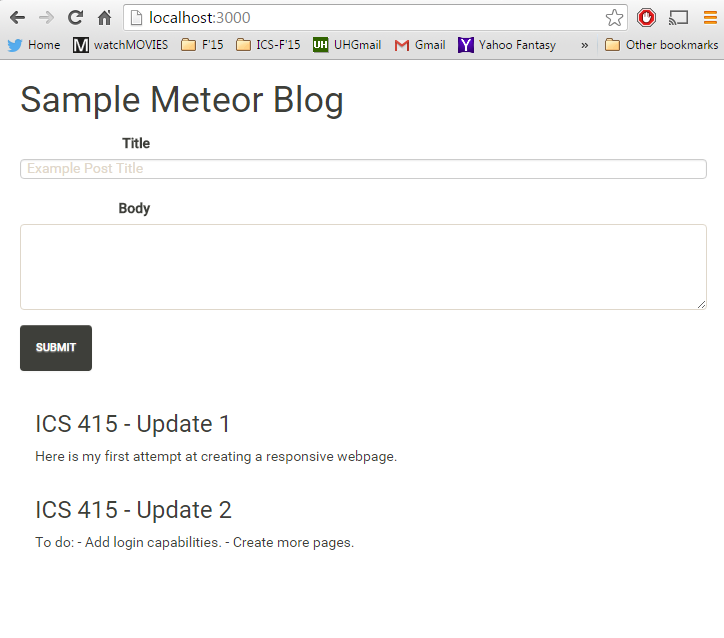 localhost:3000
Home M watchMOVIES F'15 ICS-F'15 UH UHGmail Gmail Y Yahoo Fantasy » Other bookmarks
Sample Meteor Blog
Title
Example Post Title
Body
SUBMIT
ICS 415 - Update 1
Here is my first attempt at creating a responsive webpage.
ICS 415 - Update 2
To do: - Add login capabilities. - Create more pages.